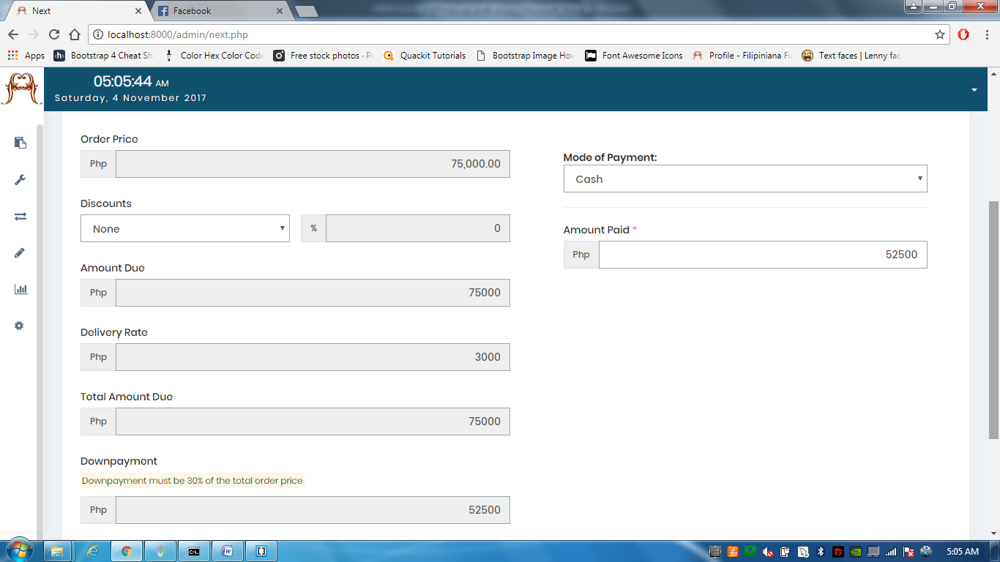 Next
Facebook
localhost:8000/admin/next.php
Apps
Bootstrap 4 Cheat Sh
Color Hex Color Code
Free stock photos · Pe
Quackit Tutorials
Bootstrap Image Hov
Font Awesome Icons
Profile - Filipiniana Fu
Text faces | Lenny fac
05:05:44 AM
Saturday, 4 November 2017
Order Price
Php 75,000.00
Discounts
None % 0
Amount Due
Php 75000
Delivery Rate
Php 3000
Total Amount Due
Php 75000
Downpayment
Downpayment must be 30% of the total order price
Php 52500
Mode of Payment:
Cash
Amount Paid *
Php 52500
5:05 AM